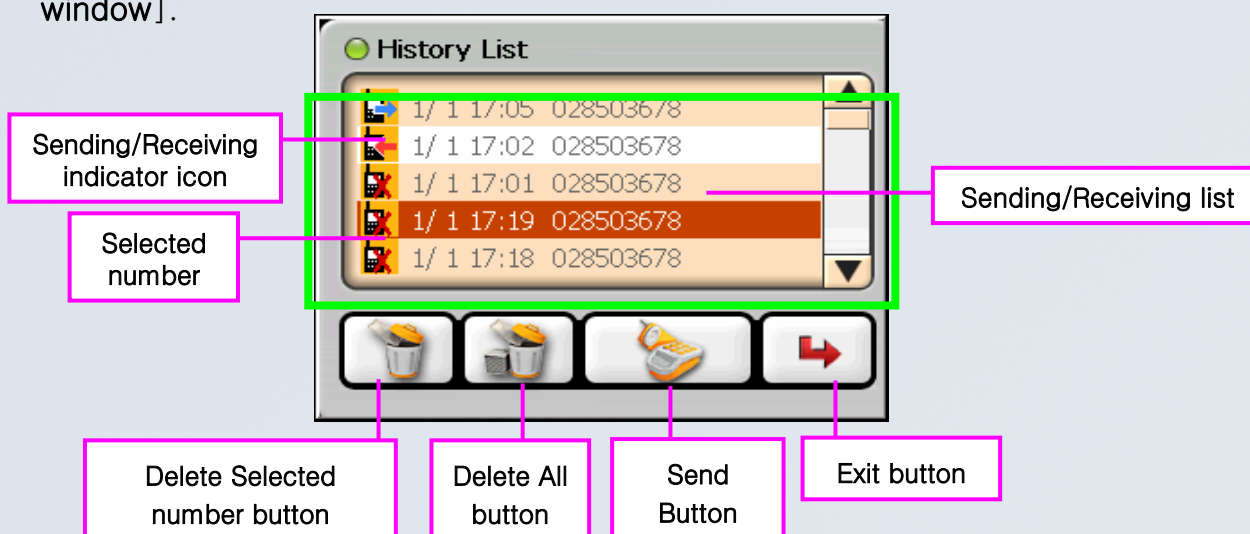 window」.
History List
1/ 1 17:05 028503678
1/ 1 17:02 028503678
1/ 1 17:01 028503678
1/ 1 17:19 028503678
1/ 1 17:18 028503678
Sending/Receiving
indicator icon
Selected
number
Sending/Receiving list
Delete Selected
number button
Delete All
button
Send
Button
Exit button